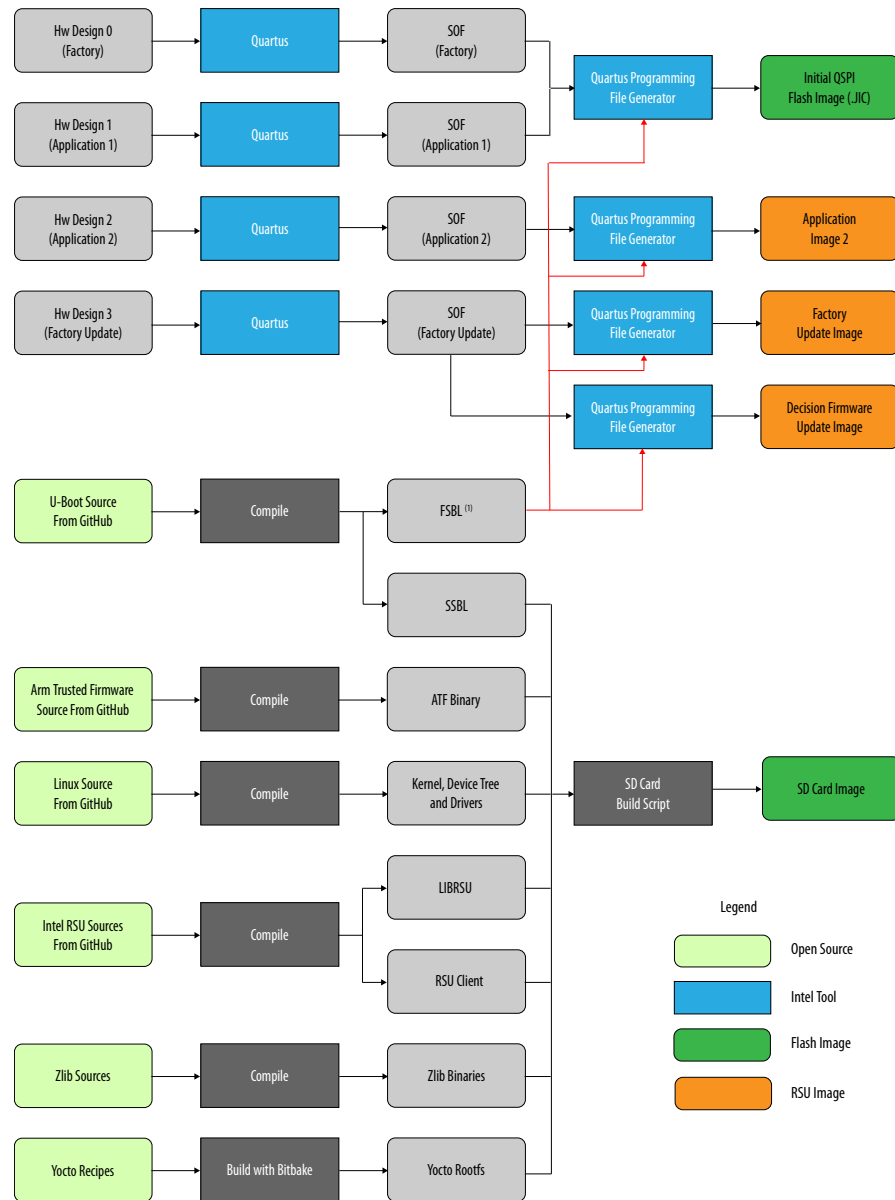 Hw Design 0
(Factory)
Quartus
SOF
(Factory)
Quartus Programming
File Generator
Initial QSPI
Flash Image (.JIC)
Hw Design 1
(Application 1)
Quartus
SOF
(Application 1)
Hw Design 2
(Application 2)
Quartus
SOF
(Application 2)
Quartus Programming
File Generator
Application
Image 2
Hw Design 3
(Factory Update)
Quartus
SOF
(Factory Update)
Quartus Programming
File Generator
Factory
Update Image
Quartus Programming
File Generator
Decision Firmware
Update Image
U-Boot Source
From GitHub
Compile
FSBL (1)
SSBL
Arm Trusted Firmware
Source From GitHub
Compile
ATF Binary
Linux Source
From GitHub
Compile
Kernel, Device Tree
and Drivers
SD Card
Build Script
SD Card Image
Intel RSU Sources
From GitHub
Compile
LIBRSU
RSU Client
Zlib Sources
Compile
Zlib Binaries
Yocto Recipes
Build with Bitbake
Yocto Rootfs
Legend
Open Source
Intel Tool
Flash Image
RSU Image